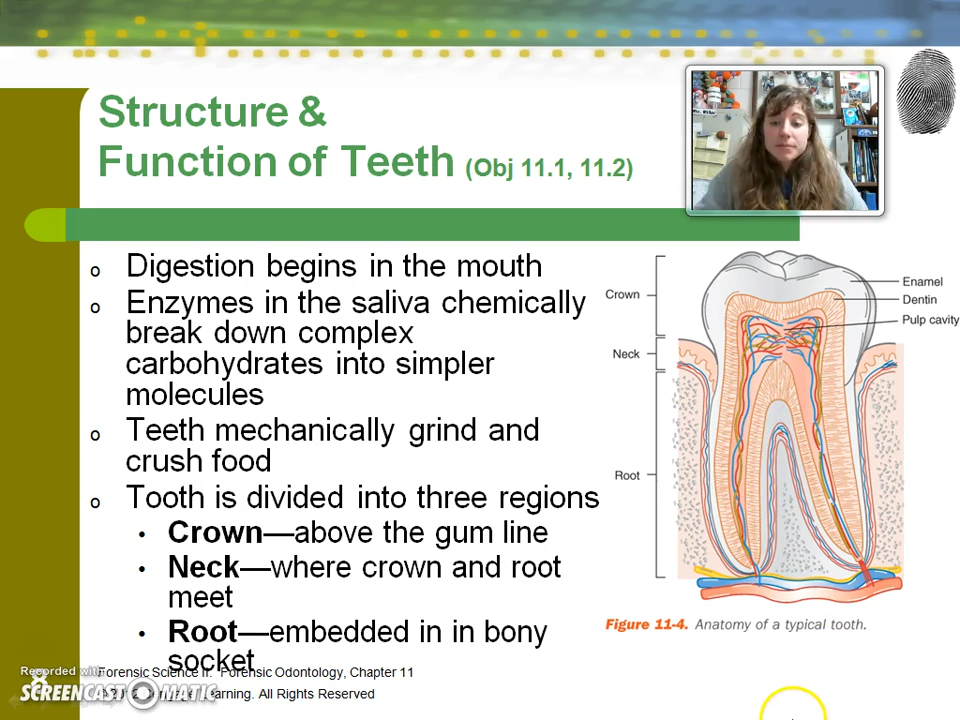 Structure &
Function of Teeth (Obj 11.1, 11.2)
o Digestion begins in the mouth
o Enzymes in the saliva chemically
break down complex
carbohydrates into simpler
molecules
o Teeth mechanically grind and
crush food
o Tooth is divided into three regions
• Crown—above the gum line
• Neck—where crown and root
meet
• Root—embedded in in bony
socket
Crown
Neck
Root
Enamel
Dentin
Pulp cavity
Figure 11-4. Anatomy of a typical tooth.
Forensic Science II: Forensic Odontology, Chapter 11
Learning. All Rights Reserved
Recorded with
SCREENCAST-O-MATIC